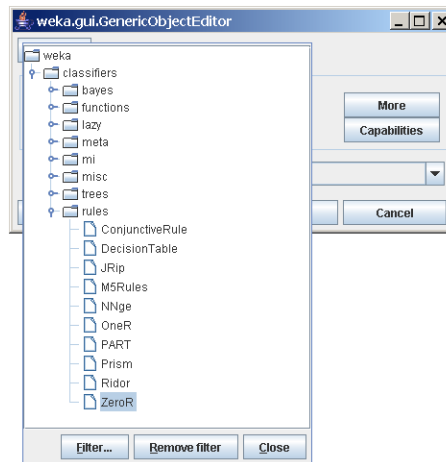 weka.gui.GenericObjectEditor
weka
classifiers
bayes
functions
lazy
meta
mi
misc
trees
rules
ConjunctiveRule
DecisionTable
JRip
M5Rules
NNge
OneR
PART
Prism
Ridor
ZeroR
Filter...
Remove filter
Close
More
Capabilities
Cancel